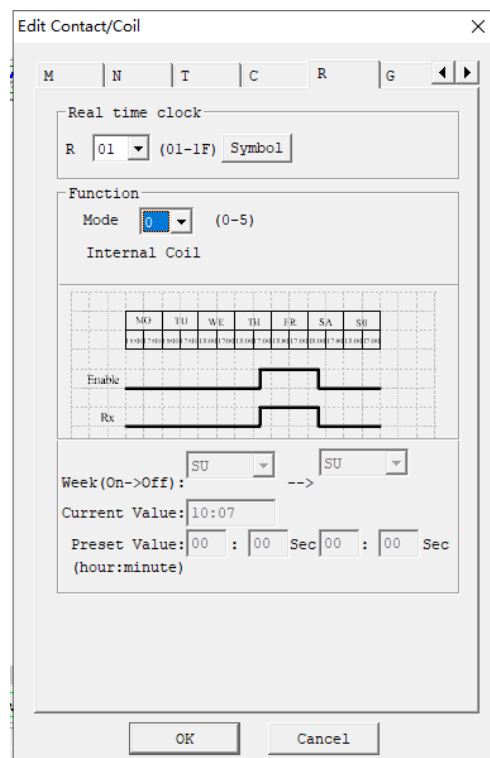 Edit Contact/Coil
M N T C R G
Real time clock
R 01 (01-1F) Symbol
Function
Mode 0 (0-5)
Internal Coil
MO TU WE TH FR SA SU
Enable
Rx
SU SU
Week(On->Off): -->
Current Value: 10:07
Preset Value: 00 : 00 Sec 00 : 00 Sec
(hour:minute)
OK Cancel